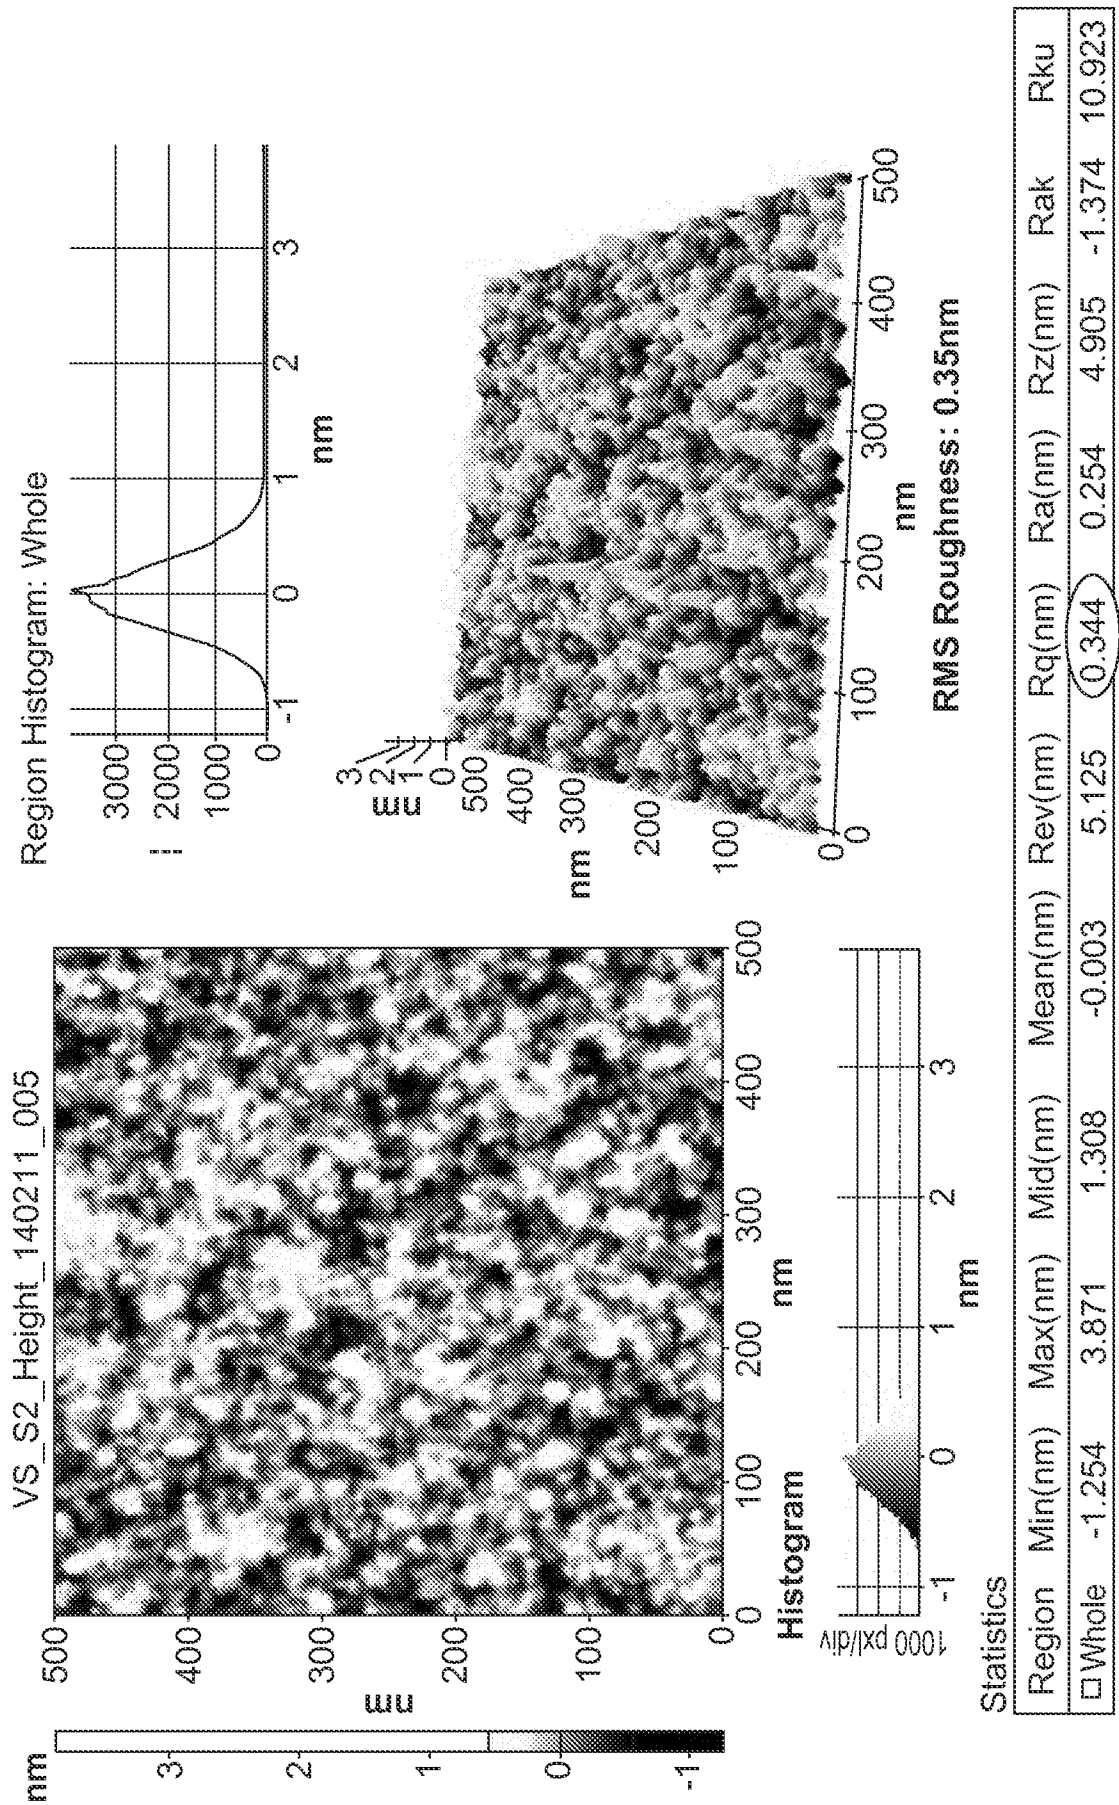 VS_S2_Height_140211_005
nm
3
2
1
0
-1
500
400
300
200
100
0
nm
0 100 200 300 400 500
nm
Histogram
1000 pxl/div
-1 0 1 2 3
nm
Region Histogram: Whole
3000
2000
1000
0
-1 0 1 2 3
nm
3
2
1
0
nm
500
400
300
200
100
0
nm
0 100 200 300 400 500
nm
RMS Roughness: 0.35nm
Statistics
Region Min(nm) Max(nm) Mid(nm) Mean(nm) Rev(nm) Rq(nm) Ra(nm) Rz(nm) Rak Rku
Whole -1.254 3.871 1.308 -0.003 5.125 0.344 0.254 4.905 -1.374 10.923